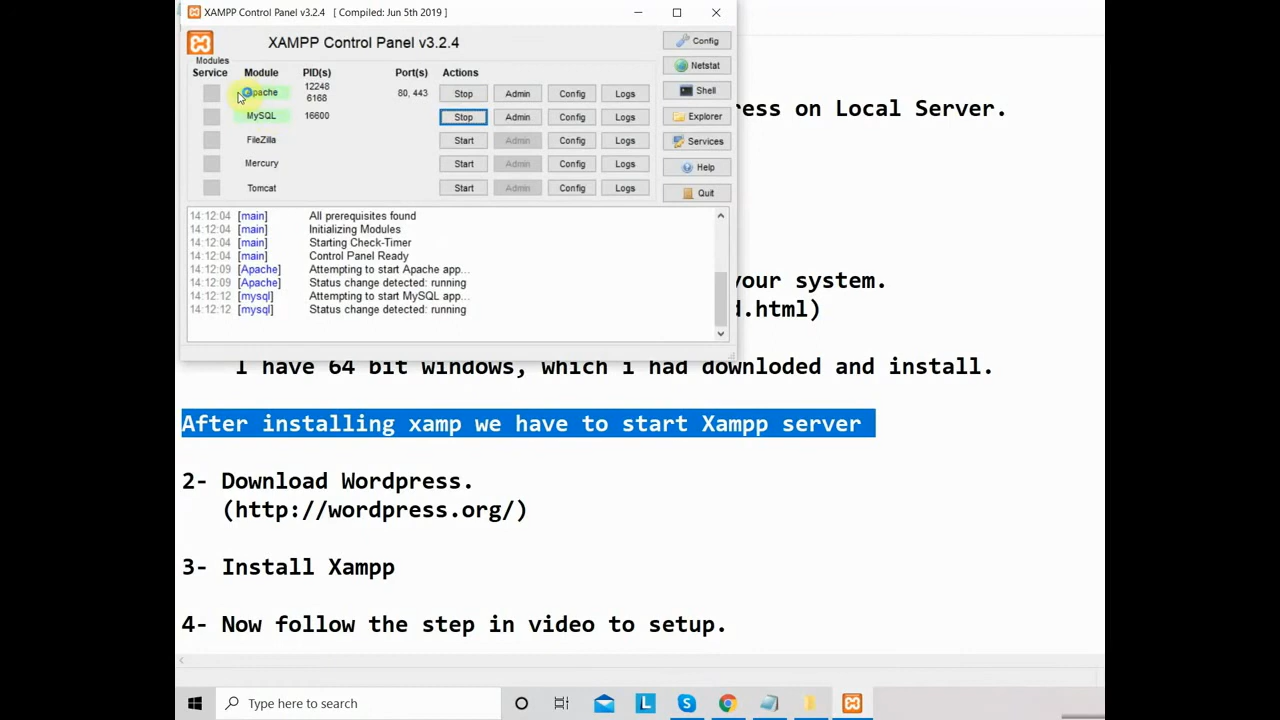 XAMPP Control Panel v3.2.4 [ Compiled: Jun 5th 2019 ]
XAMPP Control Panel v3.2.4
Config
Modules
Service Module PID(s) Port(s) Actions
Netstat
Apache 12248 6168 80, 443 Stop Admin Config Logs
Shell
MySQL 16600 Stop Admin Config Logs
Explorer
FileZilla Start Admin Config Logs
Services
Mercury Start Admin Config Logs
Help
Tomcat Start Admin Config Logs
Quit
14:12:04 [main] All prerequisites found
14:12:04 [main] Initializing Modules
14:12:04 [main] Starting Check-Timer
14:12:04 [main] Control Panel Ready
14:12:09 [Apache] Attempting to start Apache app...
14:12:09 [Apache] Status change detected: running
14:12:12 [mysql] Attempting to start MySQL app...
14:12:12 [mysql] Status change detected: running
ress on Local Server.
your system.
d.html)
I have 64 bit windows, which i had downloded and install.
After installing xamp we have to start Xampp server
2- Download Wordpress.
(http://wordpress.org/)
3- Install Xampp
4- Now follow the step in video to setup.
Type here to search
L
S